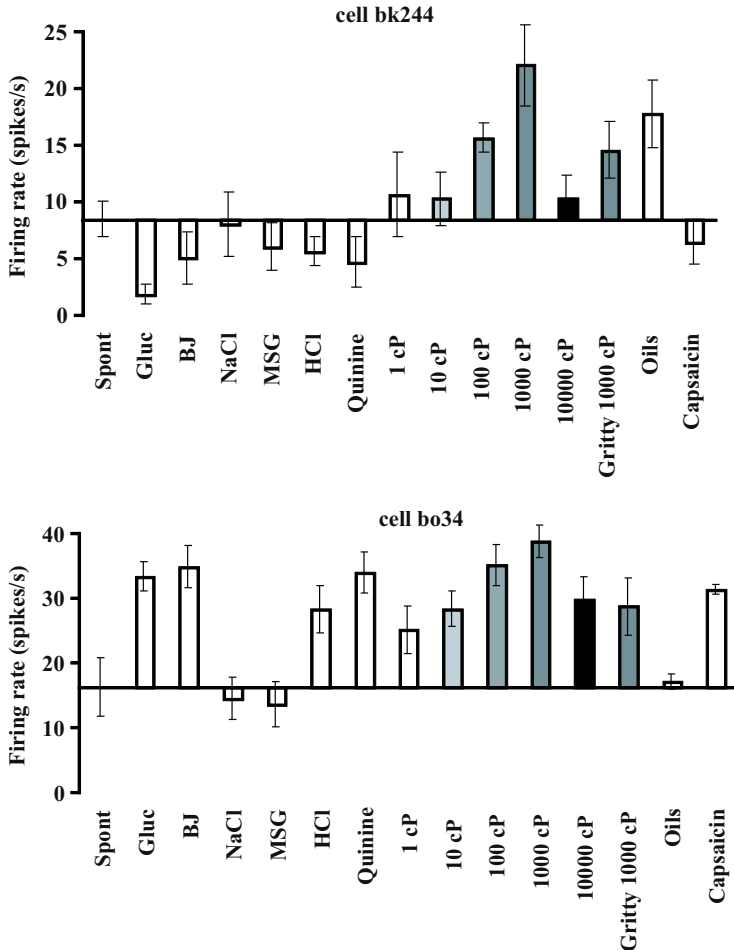 cell bk244
25
20
15
10
5
0
Firing rate (spikes/s)
Spont
Gluc
BJ
NaCl
MSG
HCl
Quinine
1 cP
10 cP
100 cP
1000 cP
10000 cP
Gritty 1000 cP
Oils
Capsaicin
cell bo34
40
30
20
10
0
Firing rate (spikes/s)
Spont
Gluc
BJ
NaCl
MSG
HCl
Quinine
1 cP
10 cP
100 cP
1000 cP
10000 cP
Gritty 1000 cP
Oils
Capsaicin